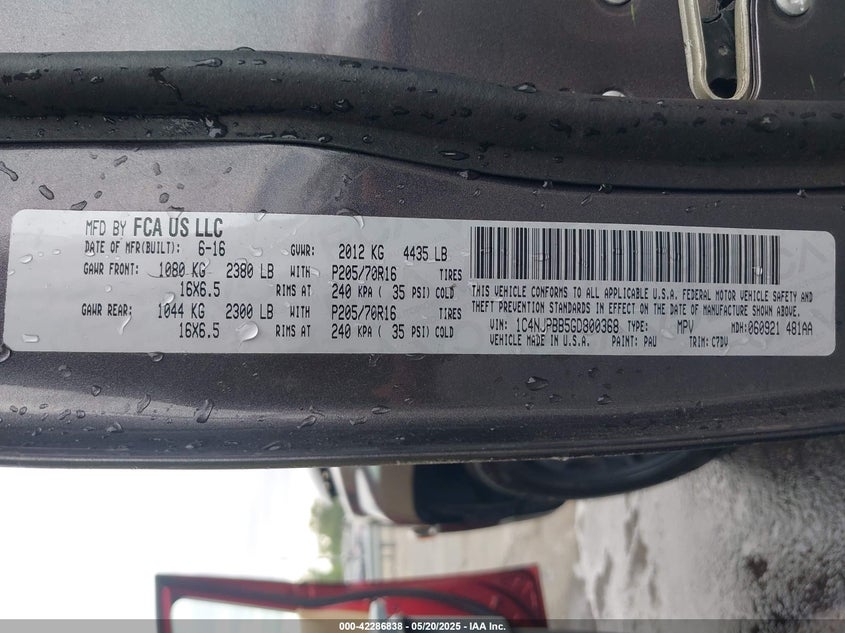 MFD BY FCA US LLC
DATE OF MFR(BUILT): 6-16 GVWR: 2012 KG 4435 LB
GAWR FRONT: 1080 KG 2380 LB WITH P205/70R16 TIRES
16X6.5 RIMS AT 240 KPA ( 35 PSI) COLD
GAWR REAR: 1044 KG 2300 LB WITH P205/70R16 TIRES
16X6.5 RIMS AT 240 KPA ( 35 PSI) COLD
THIS VEHICLE CONFORMS TO ALL APPLICABLE U.S.A. FEDERAL MOTOR VEHICLE SAFETY AND
THEFT PREVENTION STANDARDS IN EFFECT ON THE DATE OF MANUFACTURE SHOWN ABOVE.
VIN: 1C4NJPBB5GD800368 TYPE: MPV MDH: 060921 481AA
VEHICLE MADE IN U.S.A. PAINT: PAU TRIM: C7DV
000-42286838 - 05/20/2025 - IAA Inc.